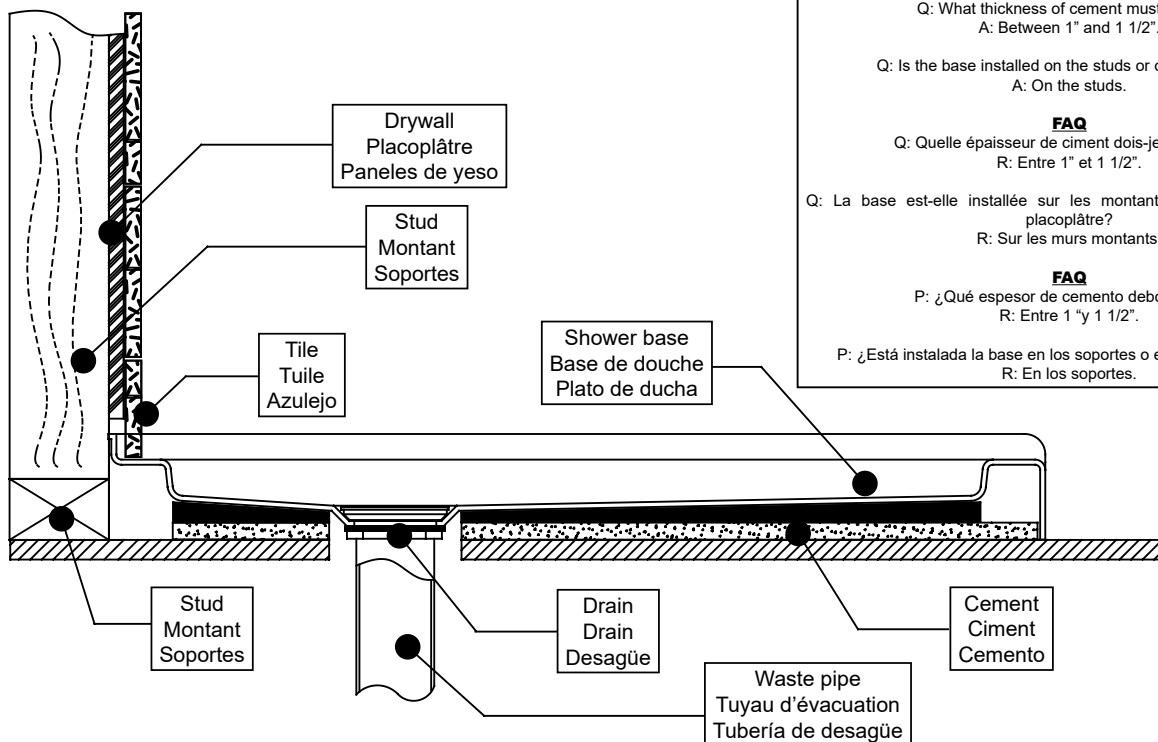 Q: What thickness of cement must
A: Between 1” and 1 1/2”.
Q: Is the base installed on the studs or
A: On the studs.
FAQ
Q: Quelle épaisseur de ciment dois-je
R: Entre 1” et 1 1/2”.
Q: La base est-elle installée sur les
placoplâtre?
R: Sur les murs montants
FAQ
P: ¿Qué espesor de cemento
R: Entre 1 “y 1 1/2”.
P: ¿Está instalada la base en los soportes o
R: En los soportes.
Drywall
Placoplâtre
Paneles de yeso
Stud
Montant
Soportes
Tile
Tuile
Azulejo
Shower base
Base de douche
Plato de ducha
Stud
Montant
Soportes
Drain
Drain
Desagüe
Cement
Ciment
Cemento
Waste pipe
Tuyau d’évacuation
Tubería de desagüe